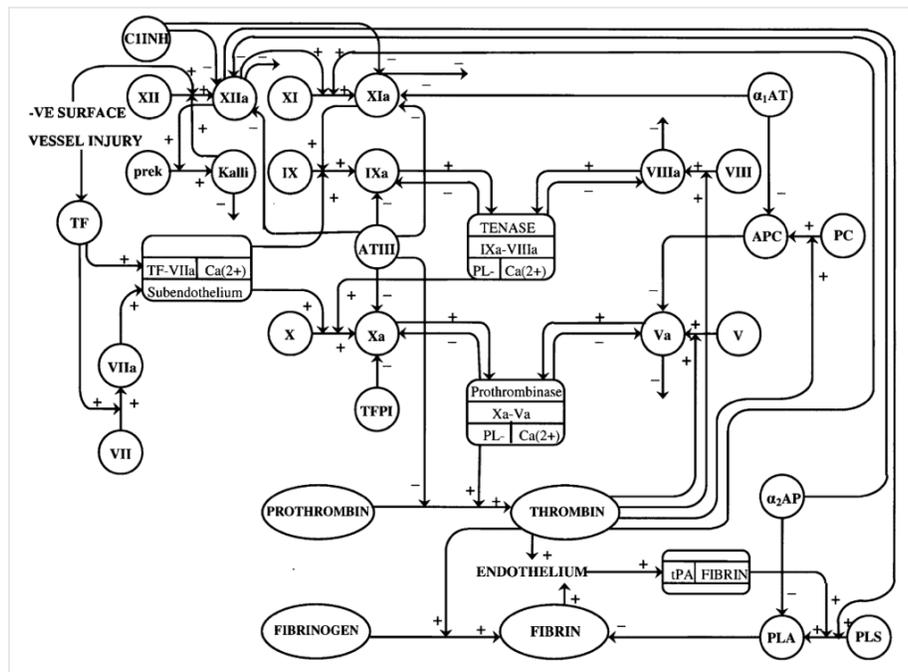 C1INH
XII
XIIa
XI
XIa
α₁AT
-VE SURFACE
VESSEL INJURY
prek
Kalli
IX
IXa
VIIIa
VIII
TF
ATIII
TENASE
IXa-VIIIa
PL- Ca(2+)
APC
PC
TF-VIIa Ca(2+)
Subendothelium
X
Xa
Va
V
VIIa
TFPI
Prothrombinase
Xa-Va
PL- Ca(2+)
VII
PROTHROMBIN
THROMBIN
α₂AP
ENDOTHELIUM
tPA FIBRIN
FIBRINOGEN
FIBRIN
PLA
PLS